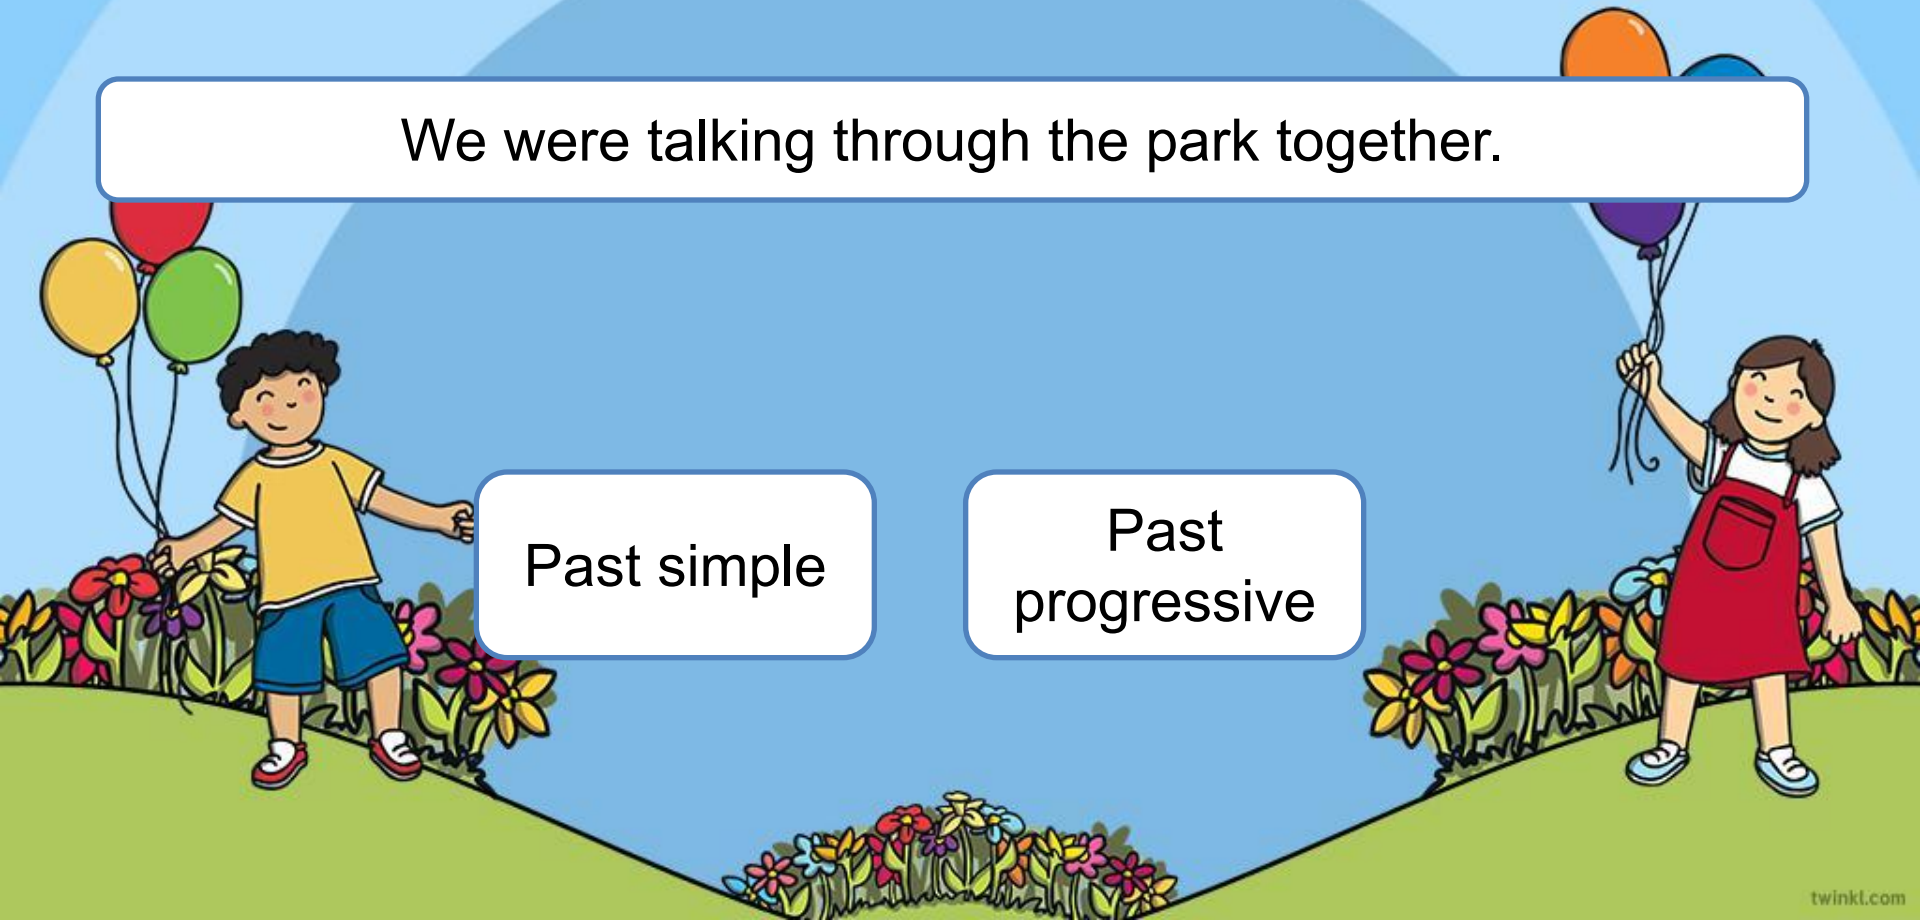 We were talking through the park together.
Past simple
Past
progressive
twinkl.com